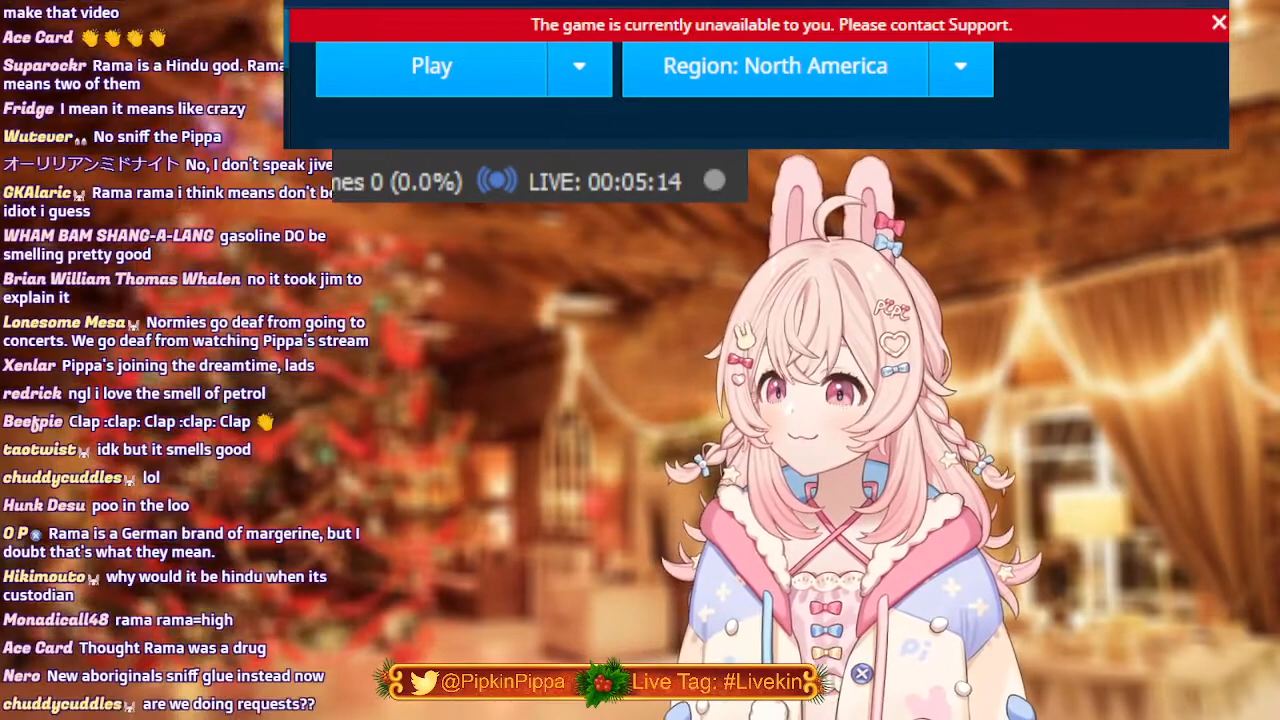 make that video
Ace Card 👏👏👏👏
Suparockr Rama is a Hindu god. Rama
means two of them
Fridge I mean it means like crazy
Wutever No sniff the Pippa
オーリリアンミドナイト No, I don't speak jive
GKAlaric Rama rama i think means don't be
idiot i guess
WHAM BAM SHANG-A-LANG gasoline DO be
smelling pretty good
Brian William Thomas Whalen no it took jim to
explain it
Lonesome Mesa Normies go deaf from going to
concerts. We go deaf from watching Pippa's stream
Xenlar Pippa's joining the dreamtime, lads
redrick ngl i love the smell of petrol
Beefpie Clap :clap: Clap :clap: Clap 👏
taotwist idk but it smells good
chuddycuddles lol
Hunk Desu poo in the loo
O P Rama is a German brand of margerine, but I
doubt that's what they mean.
Hikimouto why would it be hindu when its
custodian
Monadicall48 rama rama=high
Ace Card Thought Rama was a drug
Nero New aboriginals sniff glue instead now
chuddycuddles are we doing requests??
The game is currently unavailable to you. Please contact Support.
Play
Region: North America
nes 0 (0.0%) LIVE: 00:05:14
PiPi
Pi
@PipkinPippa Live Tag: #Livekin